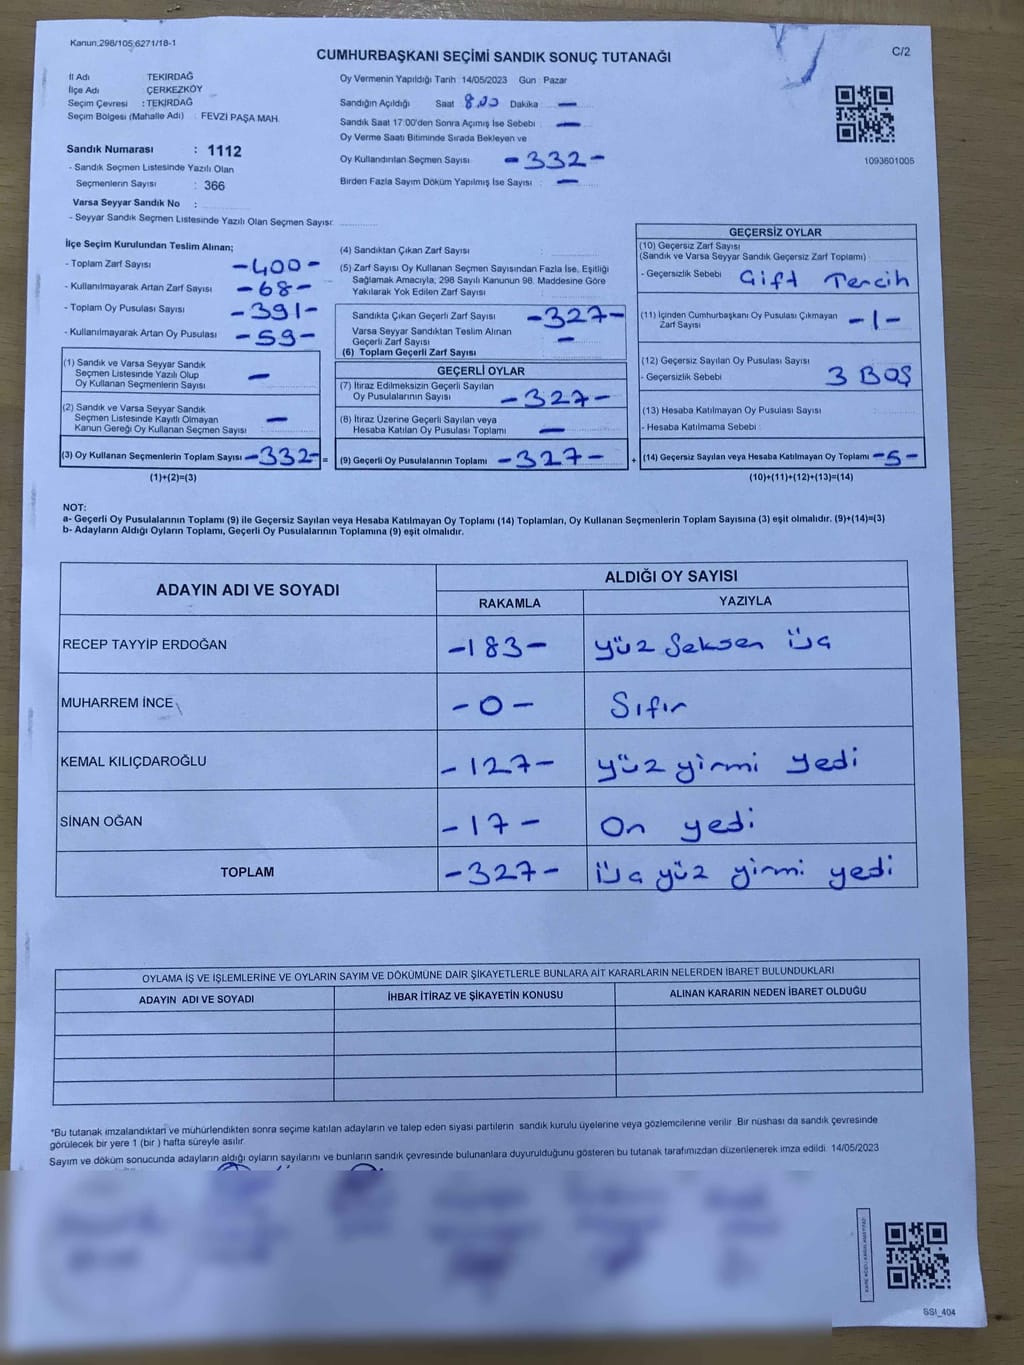 Kanun,298/105,6271/18-1
C/2
CUMHURBAŞKANI SEÇİMİ SANDIK SONUÇ TUTANAĞI
İl Adı TEKİRDAĞ
İlçe Adı : ÇERKEZKÖY
Seçim Çevresi : TEKİRDAĞ
Seçim Bölgesi (Mahalle Adı) : FEVZİ PAŞA MAH.
Sandık Numarası : 1112
- Sandık Seçmen Listesinde Yazılı Olan
Seçmenlerin Sayısı : 366
Varsa Seyyar Sandık No :
- Seyyar Sandık Seçmen Listesinde Yazılı Olan Seçmen Sayısı:
Oy Vermenin Yapıldığı Tarih : 14/05/2023 Gün : Pazar
Sandığın Açıldığı Saat 8.00 Dakika —
Sandık Saat 17:00'den Sonra Açımış İse Sebebi : —
Oy Verme Saati Bitiminde Sırada Bekleyen ve
Oy Kullandırılan Seçmen Sayısı -332-
Birden Fazla Sayım Döküm Yapılmış İse Sayısı : —
1093601005
İlçe Seçim Kurulundan Teslim Alınan;
- Toplam Zarf Sayısı -400-
- Kullanılmayarak Artan Zarf Sayısı -68-
- Toplam Oy Pusulası Sayısı -391-
- Kullanılmayarak Artan Oy Pusulası -59-
(1) Sandık ve Varsa Seyyar Sandık
Seçmen Listesinde Yazılı Olup
Oy Kullanan Seçmenlerin Sayısı —
(2) Sandık ve Varsa Seyyar Sandık
Seçmen Listesinde Kayıtlı Olmayan
Kanun Gereği Oy Kullanan Seçmen Sayısı —
(3) Oy Kullanan Seçmenlerin Toplam Sayısı -332- =
(1)+(2)=(3)
(4) Sandıktan Çıkan Zarf Sayısı
(5) Zarf Sayısı Oy Kullanan Seçmen Sayısından Fazla İse, Eşitliği
Sağlamak Amacıyla, 298 Sayılı Kanunun 98. Maddesine Göre
Yakılarak Yok Edilen Zarf Sayısı
Sandıkta Çıkan Geçerli Zarf Sayısı -327-
Varsa Seyyar Sandıktan Teslim Alınan
Geçerli Zarf Sayısı —
(6) Toplam Geçerli Zarf Sayısı
GEÇERLİ OYLAR
(7) İtiraz Edilmeksizin Geçerli Sayılan
Oy Pusulalarının Sayısı -327-
(8) İtiraz Üzerine Geçerli Sayılan veya
Hesaba Katılan Oy Pusulası Toplamı —
(9) Geçerli Oy Pusulalarının Toplamı -327- +
GEÇERSİZ OYLAR
(10) Geçersiz Zarf Sayısı
(Sandık ve Varsa Seyyar Sandık Geçersiz Zarf Toplamı)
- Geçersizlik Sebebi Çift Tercih
(11) İçinden Cumhurbaşkanı Oy Pusulası Çıkmayan
Zarf Sayısı -1-
(12) Geçersiz Sayılan Oy Pusulası Sayısı
- Geçersizlik Sebebi 3 BOŞ
(13) Hesaba Katılmayan Oy Pusulası Sayısı
- Hesaba Katılmama Sebebi
(14) Geçersiz Sayılan veya Hesaba Katılmayan Oy Toplamı -5-
(10)+(11)+(12)+(13)=(14)
NOT:
a- Geçerli Oy Pusulalarının Toplamı (9) ile Geçersiz Sayılan veya Hesaba Katılmayan Oy Toplamı (14) Toplamları, Oy Kullanan Seçmenlerin Toplam Sayısına (3) eşit olmalıdır. (9)+(14)=(3)
b- Adayların Aldığı Oyların Toplamı, Geçerli Oy Pusulalarının Toplamına (9) eşit olmalıdır.
ADAYIN ADI VE SOYADI ALDIĞI OY SAYISI
RAKAMLA YAZIYLA
RECEP TAYYİP ERDOĞAN -183- yüz Seksen üç
MUHARREM İNCE -0- Sıfır
KEMAL KILIÇDAROĞLU -127- yüz yirmi yedi
SİNAN OĞAN -17- On yedi
TOPLAM -327- üç yüz yirmi yedi
OYLAMA İŞ VE İŞLEMLERİNE VE OYLARIN SAYIM VE DÖKÜMÜNE DAİR ŞİKAYETLERLE BUNLARA AİT KARARLARIN NELERDEN İBARET BULUNDUKLARI
ADAYIN ADI VE SOYADI İHBAR İTİRAZ VE ŞİKAYETİN KONUSU ALINAN KARARIN NEDEN İBARET OLDUĞU
*Bu tutanak imzalandıktan ve mühürlendikten sonra seçime katılan adayların ve talep eden siyasi partilerin sandık kurulu üyelerine veya gözlemcilerine verilir. Bir nüshası da sandık çevresinde
görülecek bir yere 1 (bir ) hafta süreyle asılır.
Sayım ve döküm sonucunda adayların aldığı oyların sayılarını ve bunların sandık çevresinde bulunanlara duyurulduğunu gösteren bu tutanak tarafımızdan düzenlenerek imza edildi. 14/05/2023
SSI_404